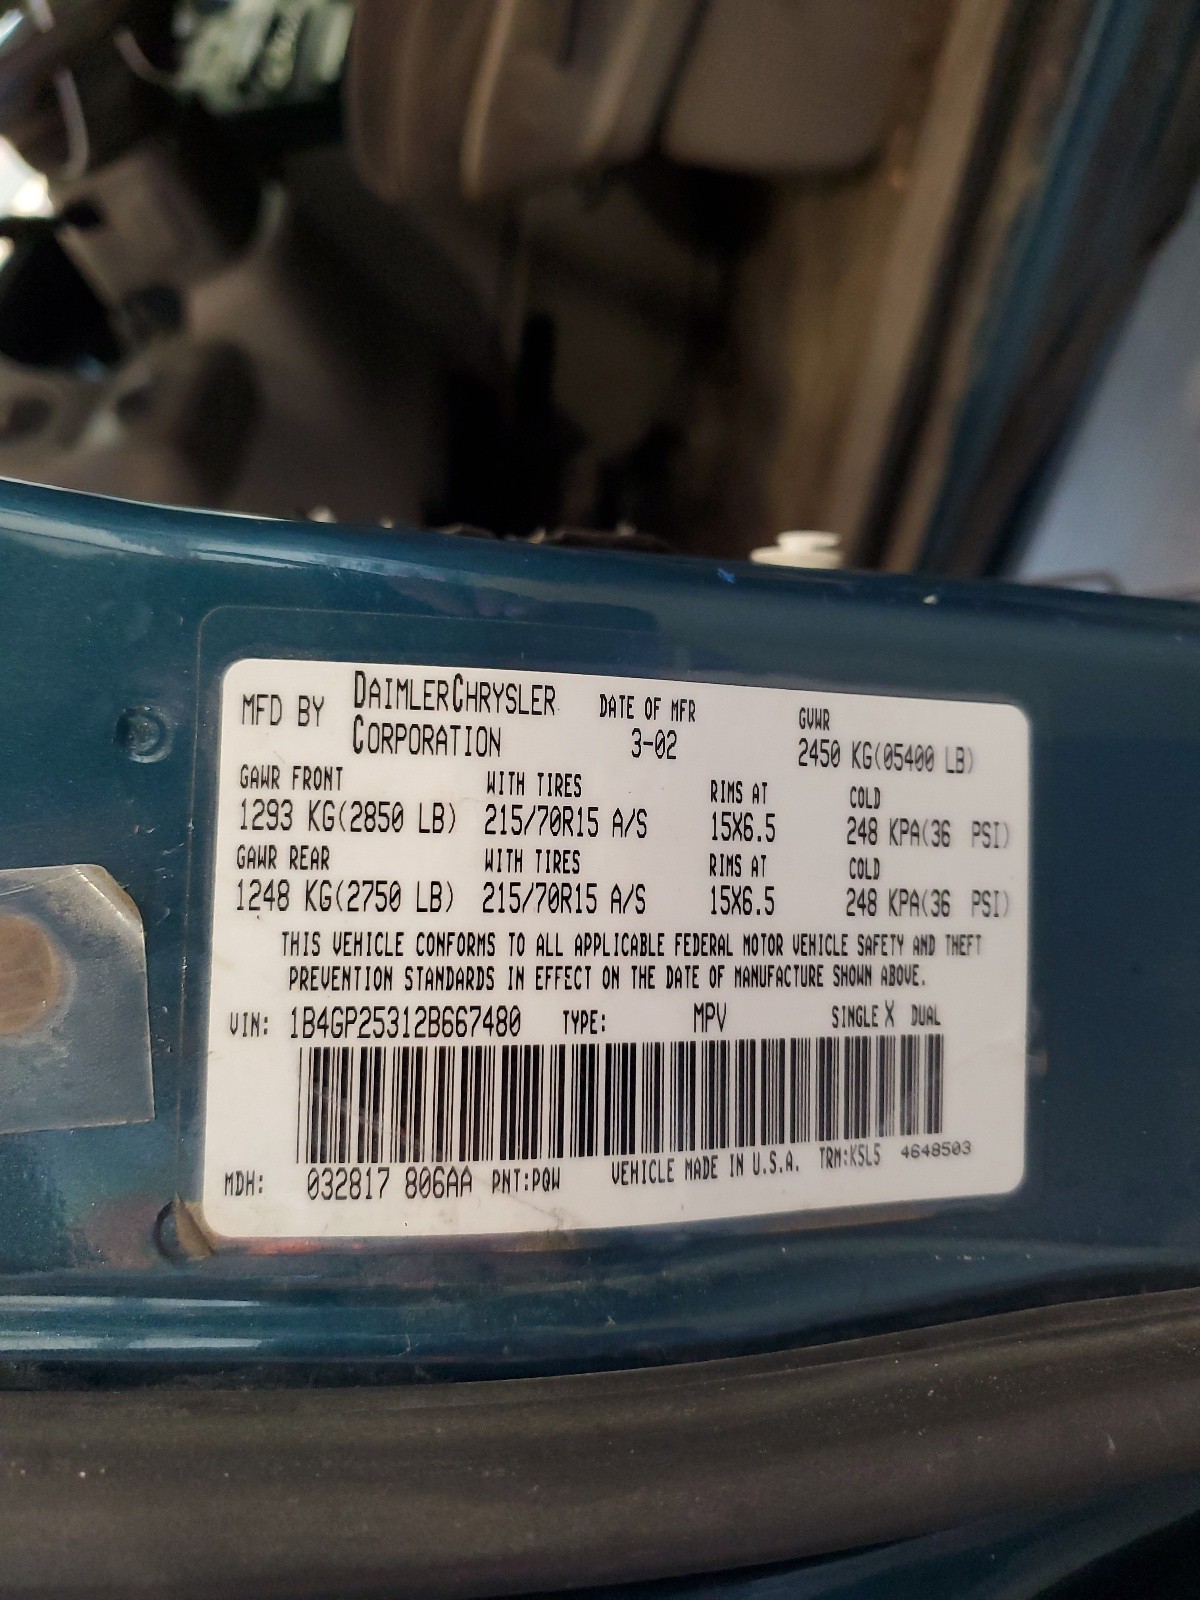 MFD BY DAIMLERCHRYSLER CORPORATION DATE OF MFR 3-02 GVWR 2450 KG(05400 LB)
GAWR FRONT WITH TIRES RIMS AT COLD
1293 KG(2850 LB) 215/70R15 A/S 15X6.5 248 KPA(36 PSI)
GAWR REAR WITH TIRES RIMS AT COLD
1248 KG(2750 LB) 215/70R15 A/S 15X6.5 248 KPA(36 PSI)
THIS VEHICLE CONFORMS TO ALL APPLICABLE FEDERAL MOTOR VEHICLE SAFETY AND THEFT
PREVENTION STANDARDS IN EFFECT ON THE DATE OF MANUFACTURE SHOWN ABOVE.
VIN: 1B4GP25312B667480 TYPE: MPV SINGLE X DUAL
MDH: 032817 806AA PNT:PQW VEHICLE MADE IN U.S.A. TRM:K5L5 4648503